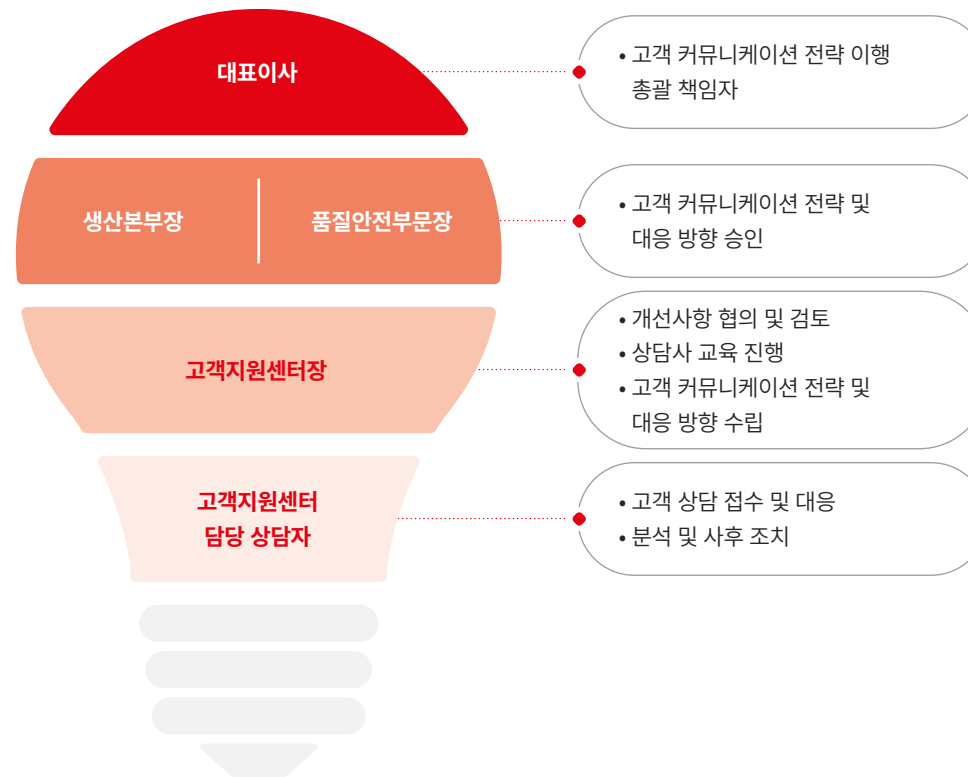 대표이사
• 고객 커뮤니케이션 전략 이행
총괄 책임자
생산본부장
품질안전부문장
• 고객 커뮤니케이션 전략 및
대응 방향 승인
고객지원센터장
• 개선사항 협의 및 검토
• 상담사 교육 진행
• 고객 커뮤니케이션 전략 및
대응 방향 수립
고객지원센터
담당 상담자
• 고객 상담 접수 및 대응
• 분석 및 사후 조치